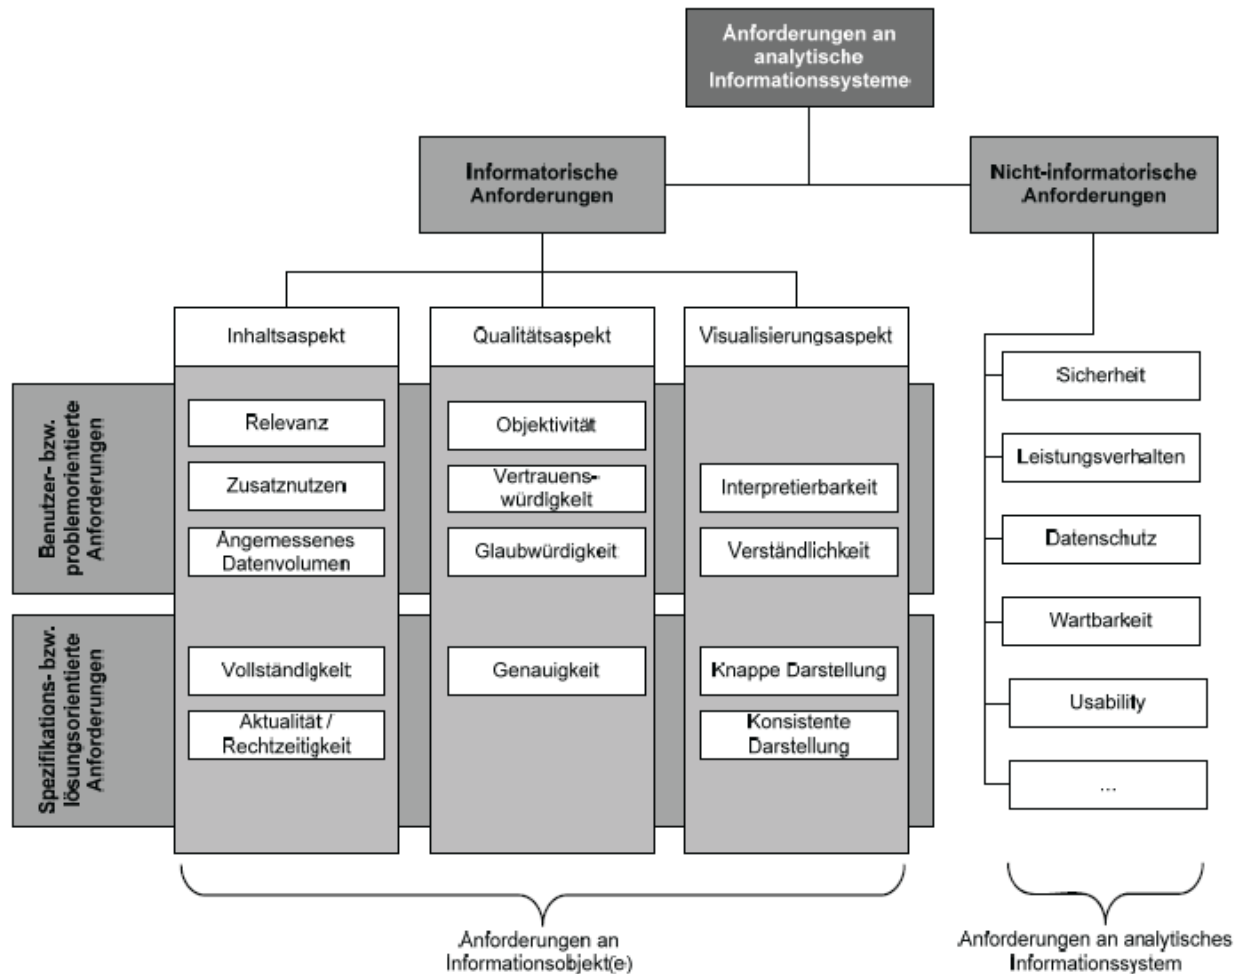 Anforderungen an
analytische
Informationssysteme
Informatorische
Anforderungen
Nicht-informatorische
Anforderungen
Inhaltsaspekt
Qualitätsaspekt
Visualisierungsaspekt
Benutzer- bzw.
problemorientierte
Anforderungen
Relevanz
Zusatznutzen
Angemessenes
Datenvolumen
Objektivität
Vertrauens-
würdigkeit
Glaubwürdigkeit
Interpretierbarkeit
Verständlichkeit
Spezifikations- bzw.
lösungsorientierte
Anforderungen
Vollständigkeit
Aktualität /
Rechtzeitigkeit
Genauigkeit
Knappe Darstellung
Konsistente
Darstellung
Sicherheit
Leistungsverhalten
Datenschutz
Wartbarkeit
Usability
...
Anforderungen an
Informationsobjekt(e)
Anforderungen an analytisches
Informationssystem